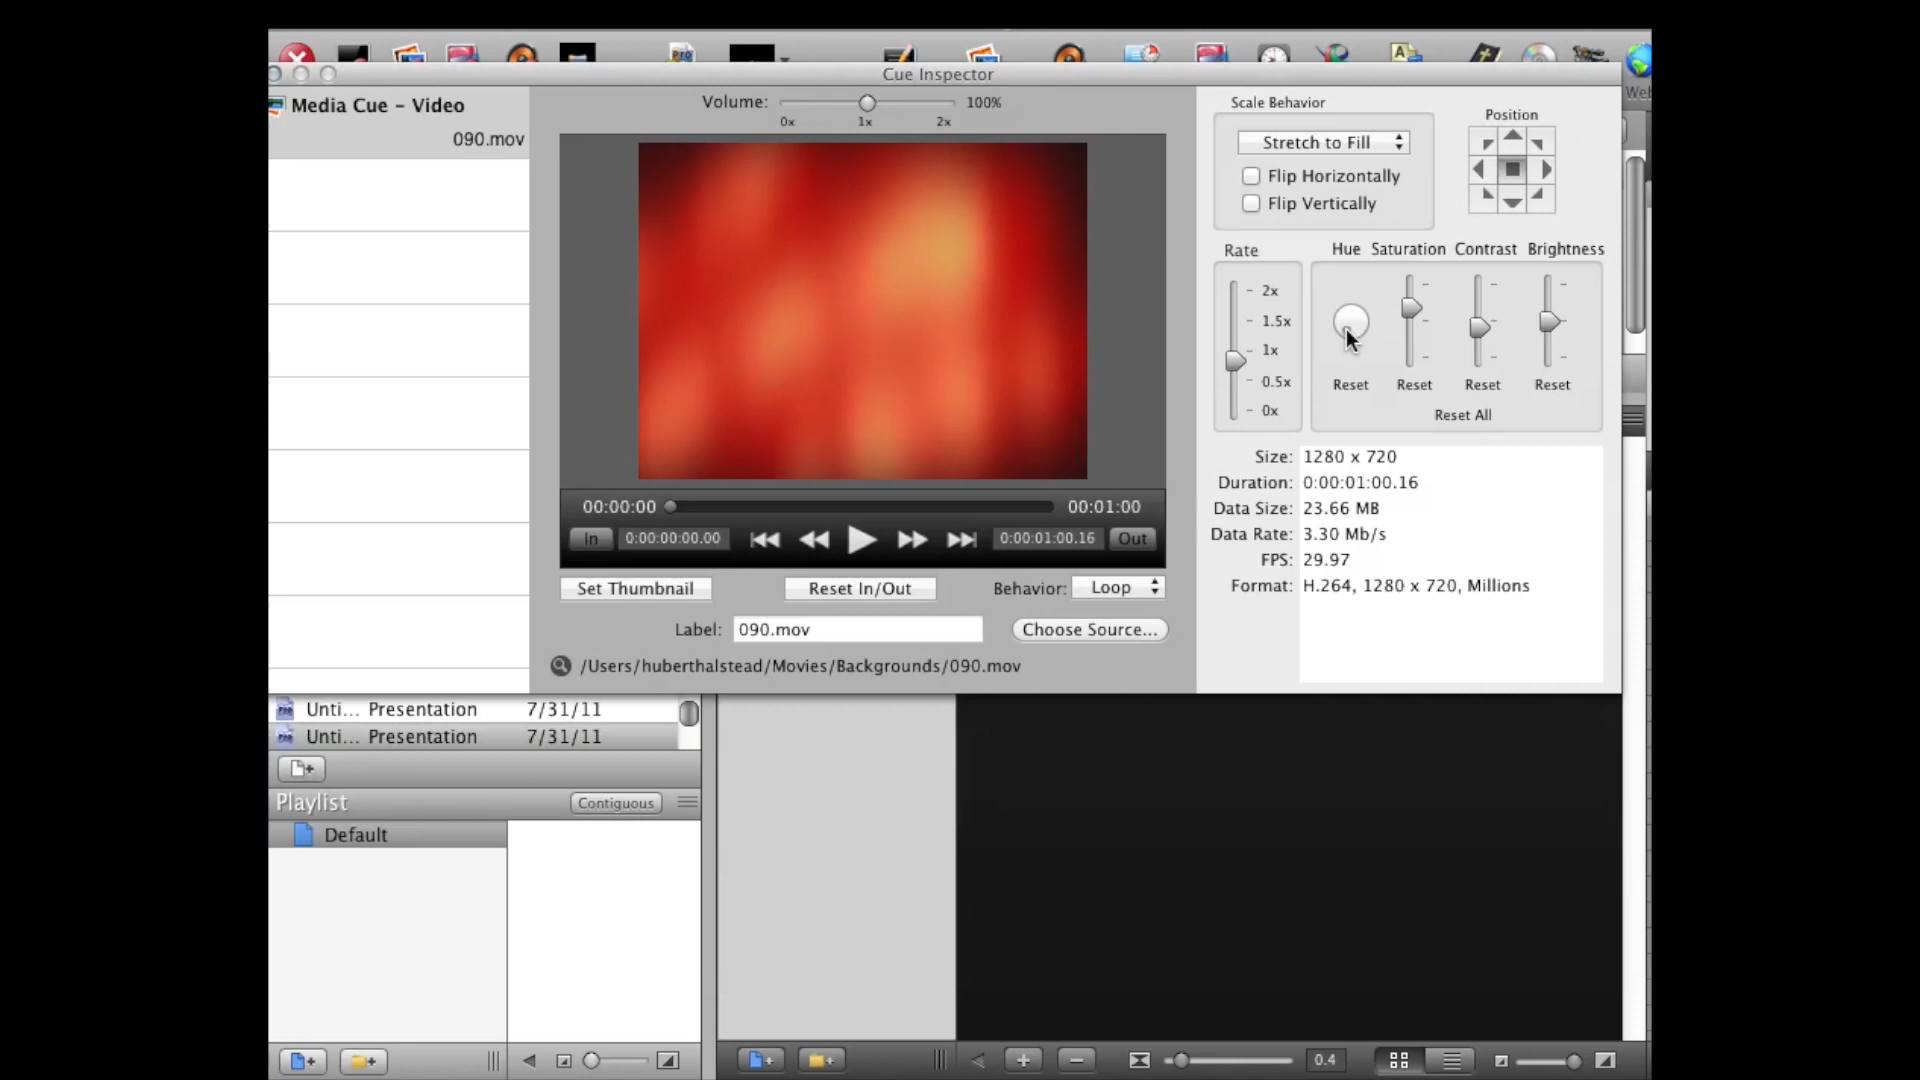 Cue Inspector
Media Cue – Video
090.mov
Volume: 100%
0x 1x 2x
Scale Behavior
Stretch to Fill
Flip Horizontally
Flip Vertically
Position
Rate
2x
1.5x
1x
0.5x
0x
Hue Saturation Contrast Brightness
Reset Reset Reset Reset
Reset All
00:00:00 00:01:00
In 0:00:00:00.00 0:00:01:00.16 Out
Set Thumbnail Reset In/Out Behavior: Loop
Label: 090.mov Choose Source...
/Users/huberthalstead/Movies/Backgrounds/090.mov
Size: 1280 x 720
Duration: 0:00:01:00.16
Data Size: 23.66 MB
Data Rate: 3.30 Mb/s
FPS: 29.97
Format: H.264, 1280 x 720, Millions
Unti... Presentation 7/31/11
Unti... Presentation 7/31/11
Playlist Contiguous
Default
0.4